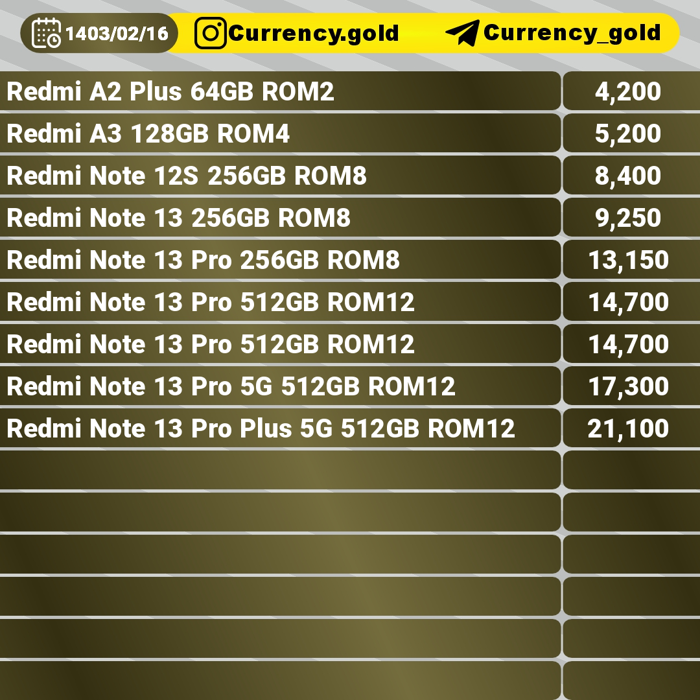 1403/02/16 Currency.gold Currency_gold
Redmi A2 Plus 64GB ROM2 4,200
Redmi A3 128GB ROM4 5,200
Redmi Note 12S 256GB ROM8 8,400
Redmi Note 13 256GB ROM8 9,250
Redmi Note 13 Pro 256GB ROM8 13,150
Redmi Note 13 Pro 512GB ROM12 14,700
Redmi Note 13 Pro 512GB ROM12 14,700
Redmi Note 13 Pro 5G 512GB ROM12 17,300
Redmi Note 13 Pro Plus 5G 512GB ROM12 21,100